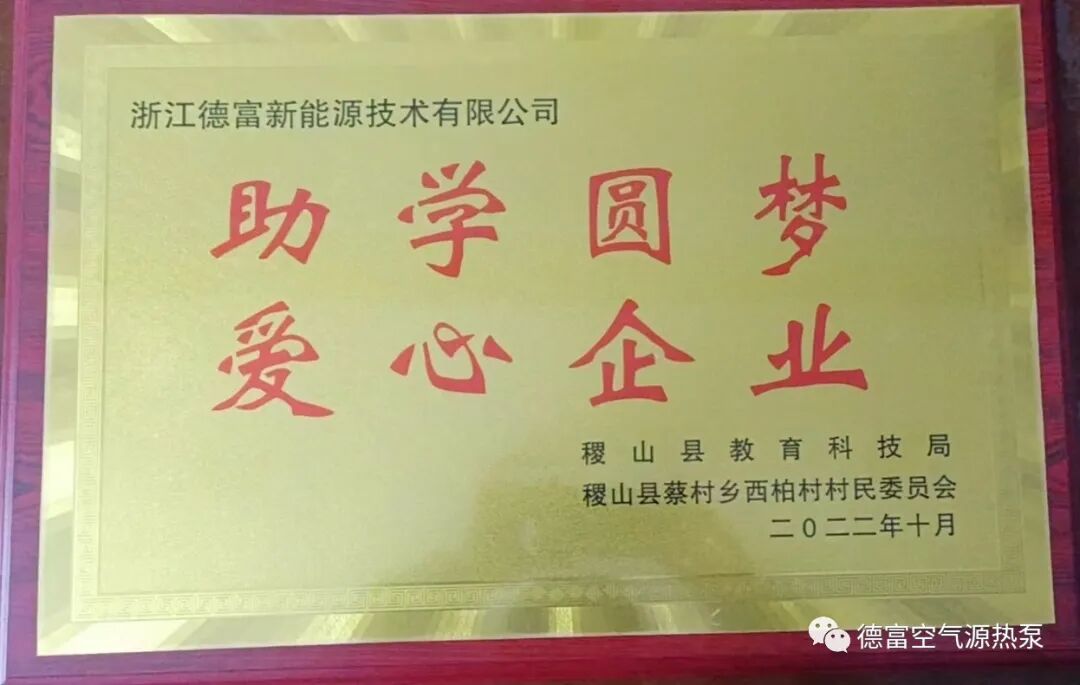 浙江德富新能源技术有限公司
助学圆梦
爱心企业
稷山县教育科技局
稷山县蔡村乡西柏村村民委员会
二0二二年十月
德富空气源热泵